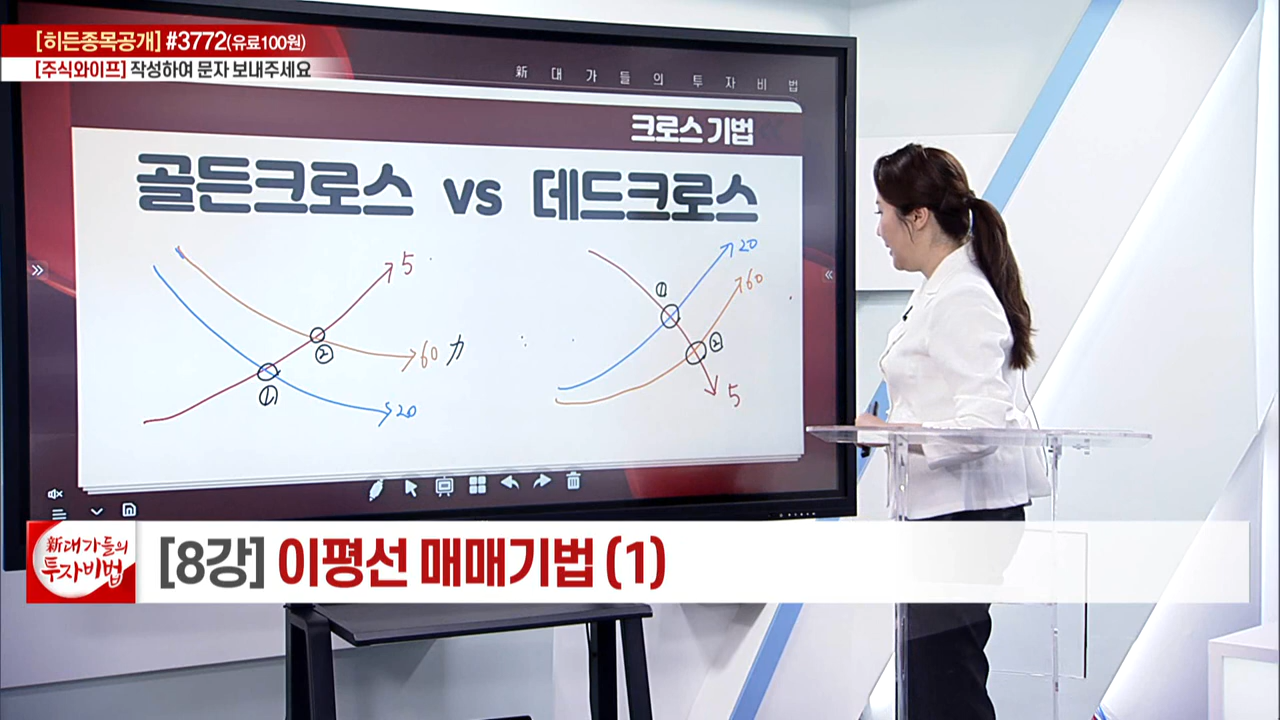 [히든종목공개] #3772(유료100원)
[주식와이프] 작성하여 문자 보내주세요
新 대 가 들 의 투 자 비 법
크로스 기법
골든크로스 vs 데드크로스
5
②
60
①
20
20
60
①
②
5
新대가들의
투자비법
[8강] 이평선 매매기법 (1)